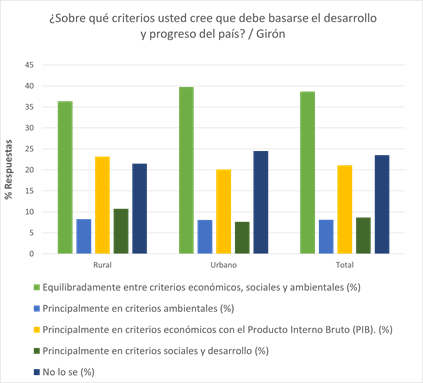 ¿Sobre qué criterios usted cree que debe basarse el desarrollo
y progreso del país? / Girón
% Respuestas
45
40
35
30
25
20
15
10
5
0
Rural
Urbano
Total
Equilibradamente entre criterios económicos, sociales y ambientales (%)
Principalmente en criterios ambientales (%)
Principalmente en criterios económicos con el Producto Interno Bruto (PIB). (%)
Principalmente en criterios sociales y desarrollo (%)
No lo se (%)